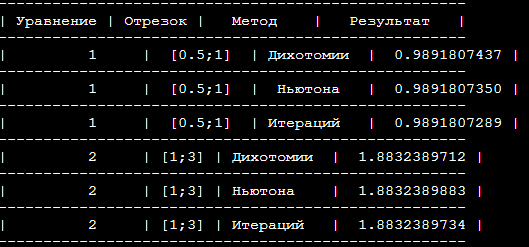 | Уравнение | Отрезок | Метод | Результат |
| 1 | [0.5;1] | Дихотомии | 0.9891807437 |
| 1 | [0.5;1] | Ньютона | 0.9891807350 |
| 1 | [0.5;1] | Итераций | 0.9891807289 |
| 2 | [1;3] | Дихотомии | 1.8832389712 |
| 2 | [1;3] | Ньютона | 1.8832389883 |
| 2 | [1;3] | Итераций | 1.8832389734 |